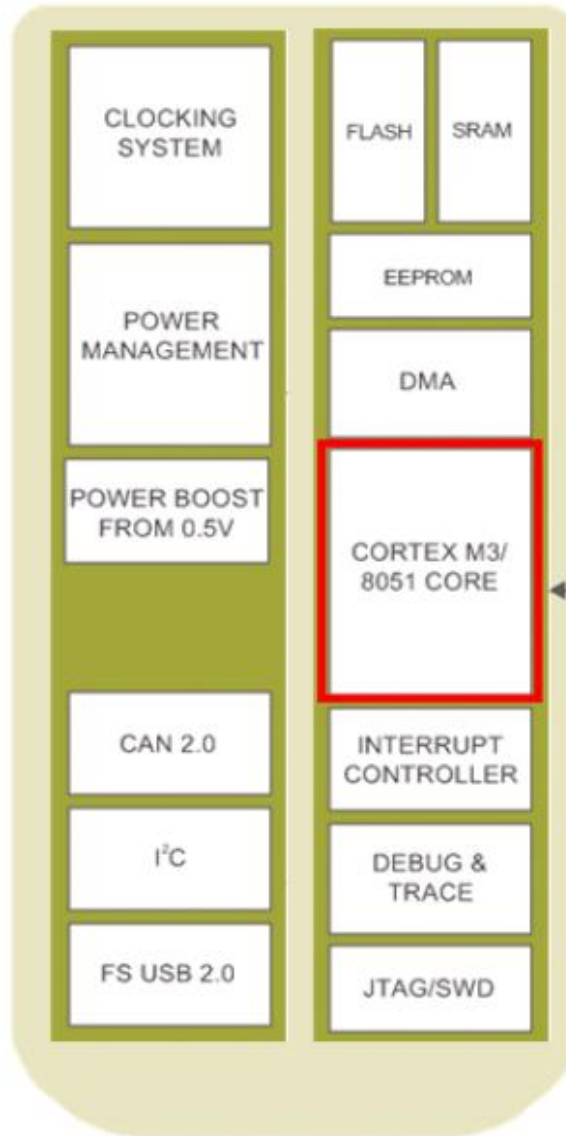 CLOCKING
SYSTEM
POWER
MANAGEMENT
POWER BOOST
FROM 0.5V
CAN 2.0
I²C
FS USB 2.0
FLASH
SRAM
EEPROM
DMA
CORTEX M3/
8051 CORE
INTERRUPT
CONTROLLER
DEBUG &
TRACE
JTAG/SWD